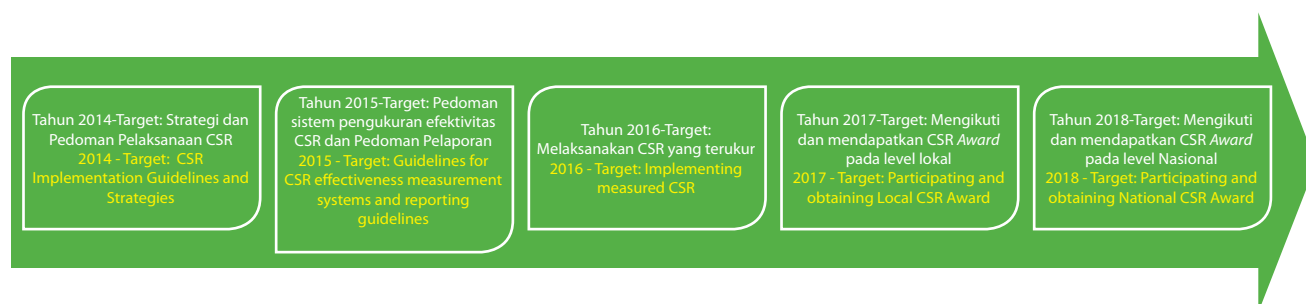 Tahun 2014-Target: Strategi dan
Pedoman Pelaksanaan CSR
2014 - Target: CSR
Implementation Guidelines and
Strategies
Tahun 2015-Target: Pedoman
sistem pengukuran efektivitas
CSR dan Pedoman Pelaporan
2015 - Target: Guidelines for
CSR effectiveness measurement
systems and reporting
guidelines
Tahun 2016-Target:
Melaksanakan CSR yang terukur
2016 - Target: Implementing
measured CSR
Tahun 2017-Target: Mengikuti
dan mendapatkan CSR Award
pada level lokal
2017 - Target: Participating and
obtaining Local CSR Award
Tahun 2018-Target: Mengikuti
dan mendapatkan CSR Award
pada level Nasional
2018 - Target: Participating and
obtaining National CSR Award